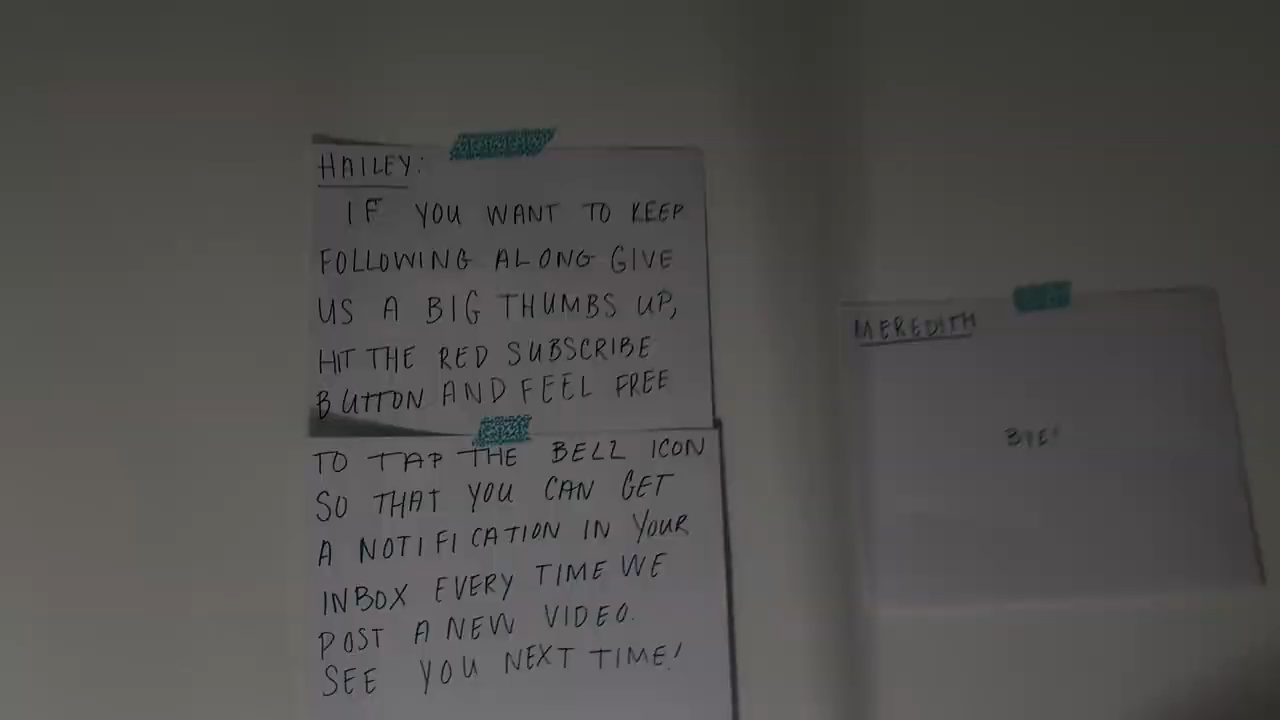 HAILEY:
IF YOU WANT TO KEEP
FOLLOWING ALONG GIVE
US A BIG THUMBS UP,
HIT THE RED SUBSCRIBE
BUTTON AND FEEL FREE
TO TAP THE BELL ICON
SO THAT YOU CAN GET
A NOTIFICATION IN YOUR
INBOX EVERY TIME WE
POST A NEW VIDEO.
SEE YOU NEXT TIME!
MEREDITH
BYE!